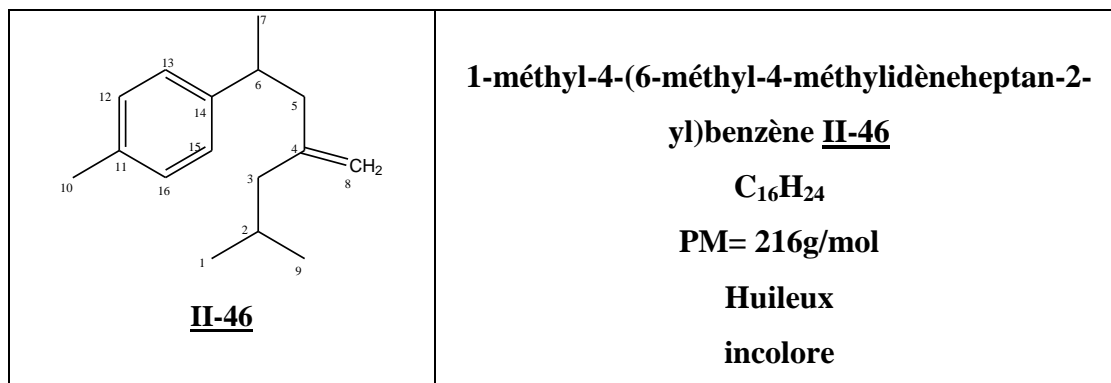 7
13
6
12
14
5
15
4
CH₂
11
8
10
3
16
2
1
9
II-46
1-méthyl-4-(6-méthyl-4-méthylidèneheptan-2-
yl)benzène II-46
C₁₆H₂₄
PM= 216g/mol
Huileux
incolore